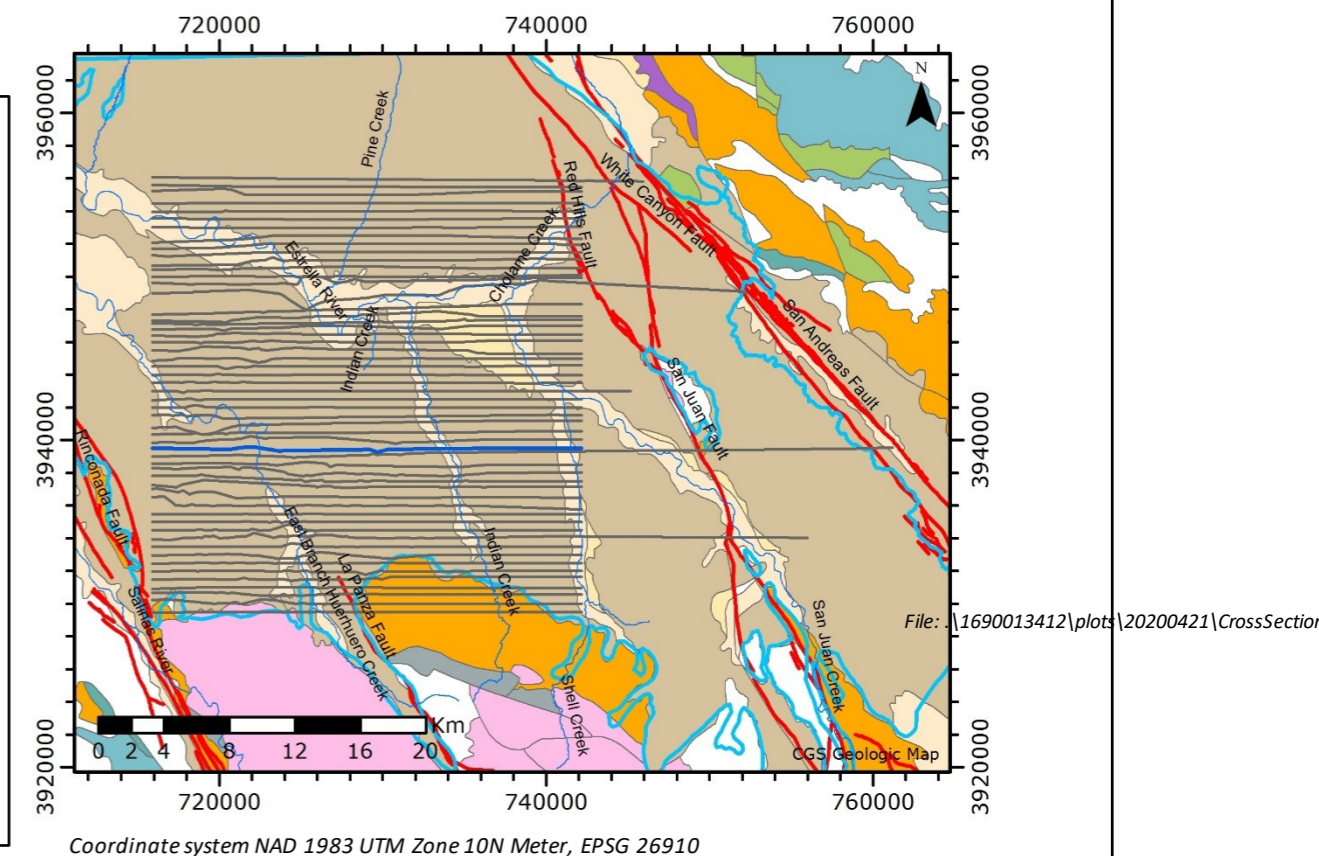 720000 740000 760000
3960000
3940000
3920000
3960000
3940000
3920000
N
Pine Creek
Red Hills Fault
White Canyon Fault
Cholame Creek
Estrella River
Indian Creek
San Andreas Fault
San Juan Fault
Rinconada Fault
East Branch Huerhuero Creek
La Panza Fault
Indian Creek
Salinas River
Shell Creek
San Juan Creek
File: .\1690013412\plots\20200421\CrossSection
Km
0 2 4 8 12 16 20
CGS Geologic Map
720000 740000 760000
Coordinate system NAD 1983 UTM Zone 10N Meter, EPSG 26910